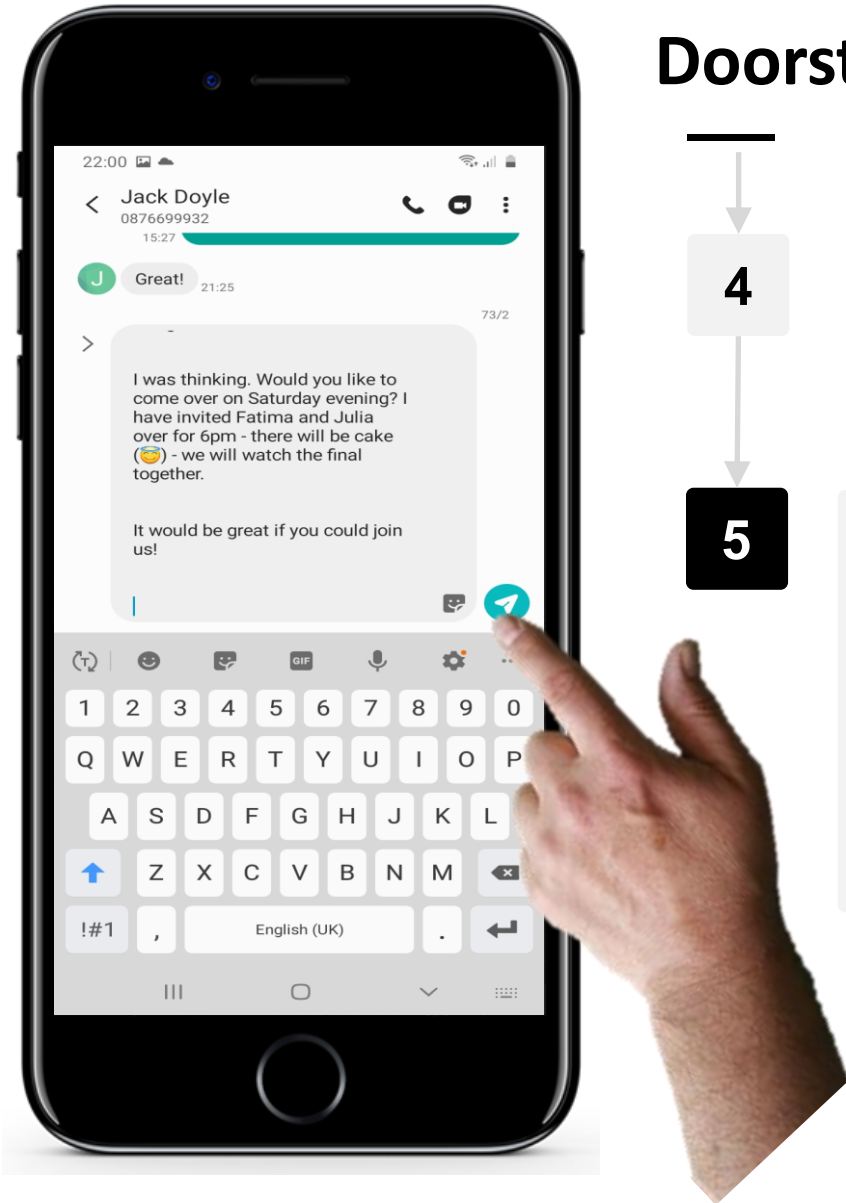 Doorst
22:00
Jack Doyle
0876699932
15:27
J
Great! 21:25
73/2
I was thinking. Would you like to
come over on Saturday evening? I
have invited Fatima and Julia
over for 6pm - there will be cake
(😇) - we will watch the final
together.
It would be great if you could join
us!
T GIF
1 2 3 4 5 6 7 8 9 0
Q W E R T Y U I O P
A S D F G H J K L
Z X C V B N M
!#1 , English (UK) .
4
5